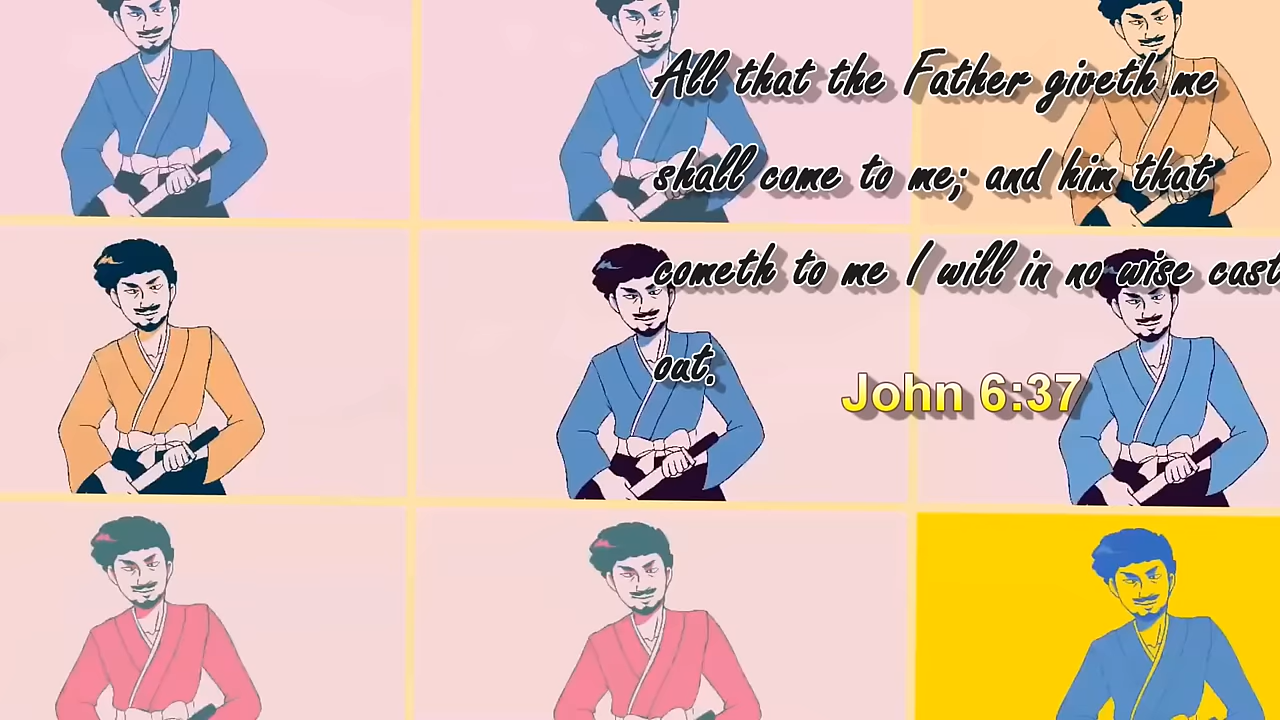 All that the Father giveth me
shall come to me; and him that
cometh to me I will in no wise cast
out.
John 6:37